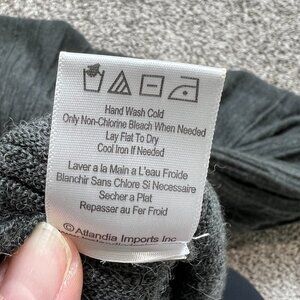 Hand Wash Cold
Only Non-Chlorine Bleach When Needed
Lay Flat To Dry
Cool Iron If Needed
Laver a la Main a L'eau Froide
Blanchir Sans Chlore Si Necessaire
Secher a Plat
Repasser au Fer Froid
©Atlandia Imports Inc